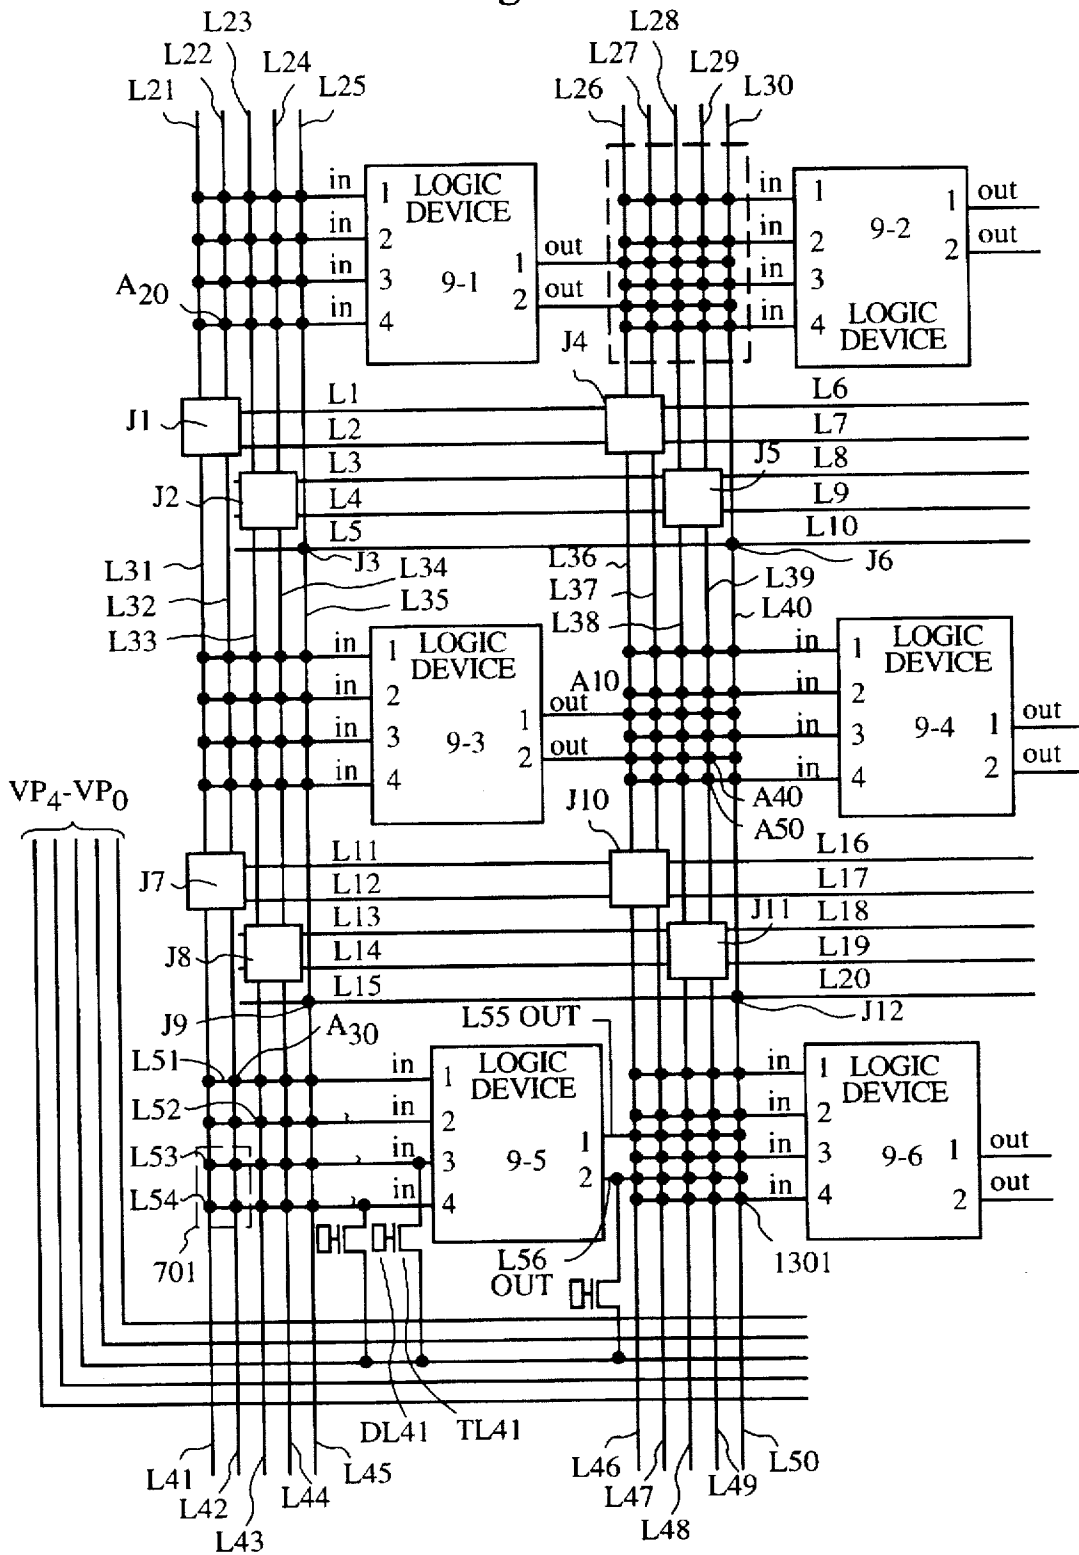 g
L23
L28
L22
L24
L27
L29
L21
L25
L26
L30
in
LOGIC
DEVICE
1
in
2
in
3
in
4
9-1
1
out
2
out
in
1
in
2
in
3
in
4
9-2
LOGIC
DEVICE
1
out
2
out
A20
J4
J1
L1
L6
L2
L7
J2
L3
J5
L8
L4
L9
L5
L10
J3
J6
L31
L34
L36
L39
L32
L35
L37
L40
L33
L38
in
LOGIC
DEVICE
1
in
2
in
3
in
4
9-3
A10
1
out
2
out
in
LOGIC
DEVICE
1
in
2
in
3
in
4
9-4
1
out
2
out
VP4-VP0
A40
A50
J10
J7
L11
L16
L12
L17
J8
L13
J11
L18
L14
L19
L15
L20
J9
A30
L55 OUT
J12
L51
in
LOGIC
DEVICE
1
L52
in
2
L53
in
3
L54
in
4
9-5
1
2
in
LOGIC
DEVICE
1
in
2
in
3
in
4
9-6
1
out
2
out
701
L56
OUT
1301
DL41
TL41
L41
L45
L46
L50
L42
L44
L47
L49
L43
L48